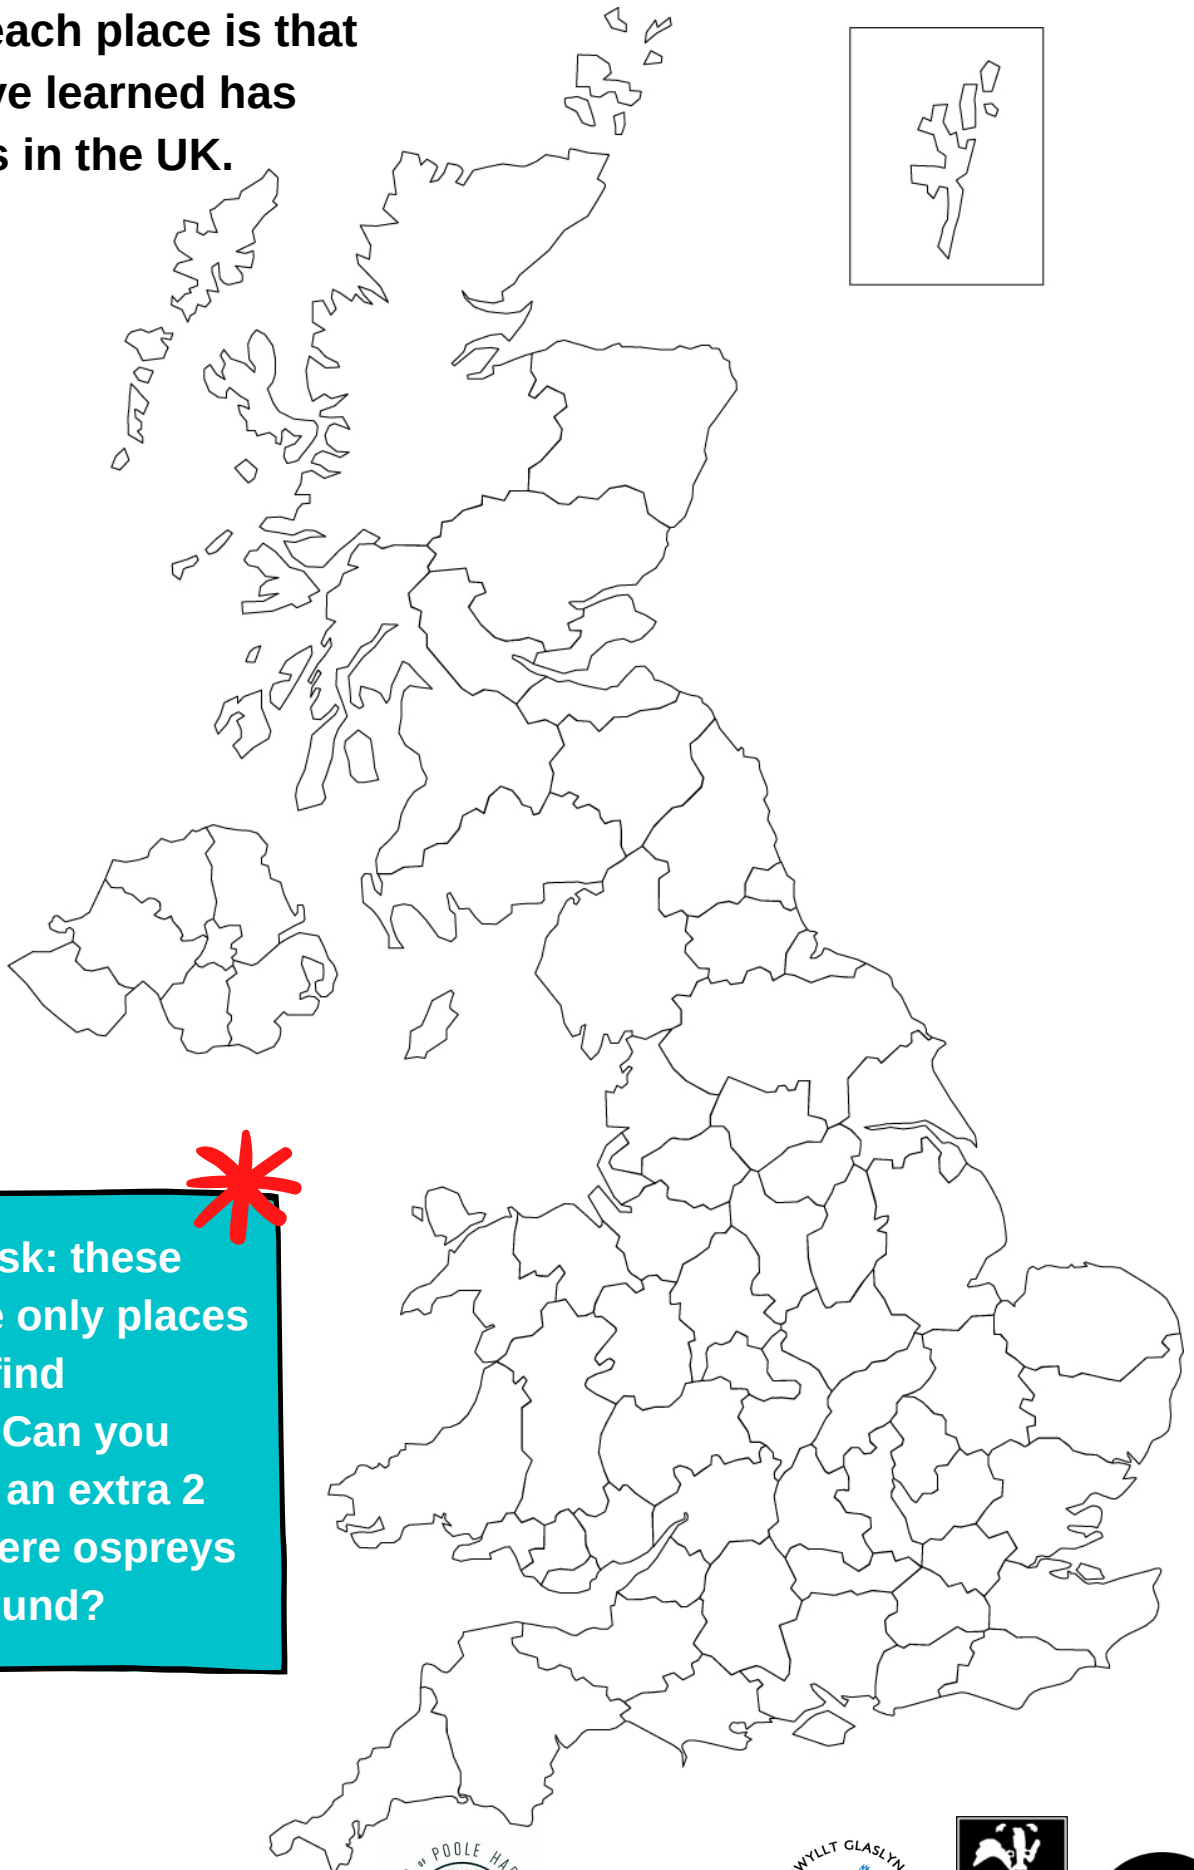 each place is that
ve learned has
s in the UK.
sk: these
e only places
find
Can you
an extra 2
ere ospreys
und?
POOLE HA
WYLLT GLASLYN